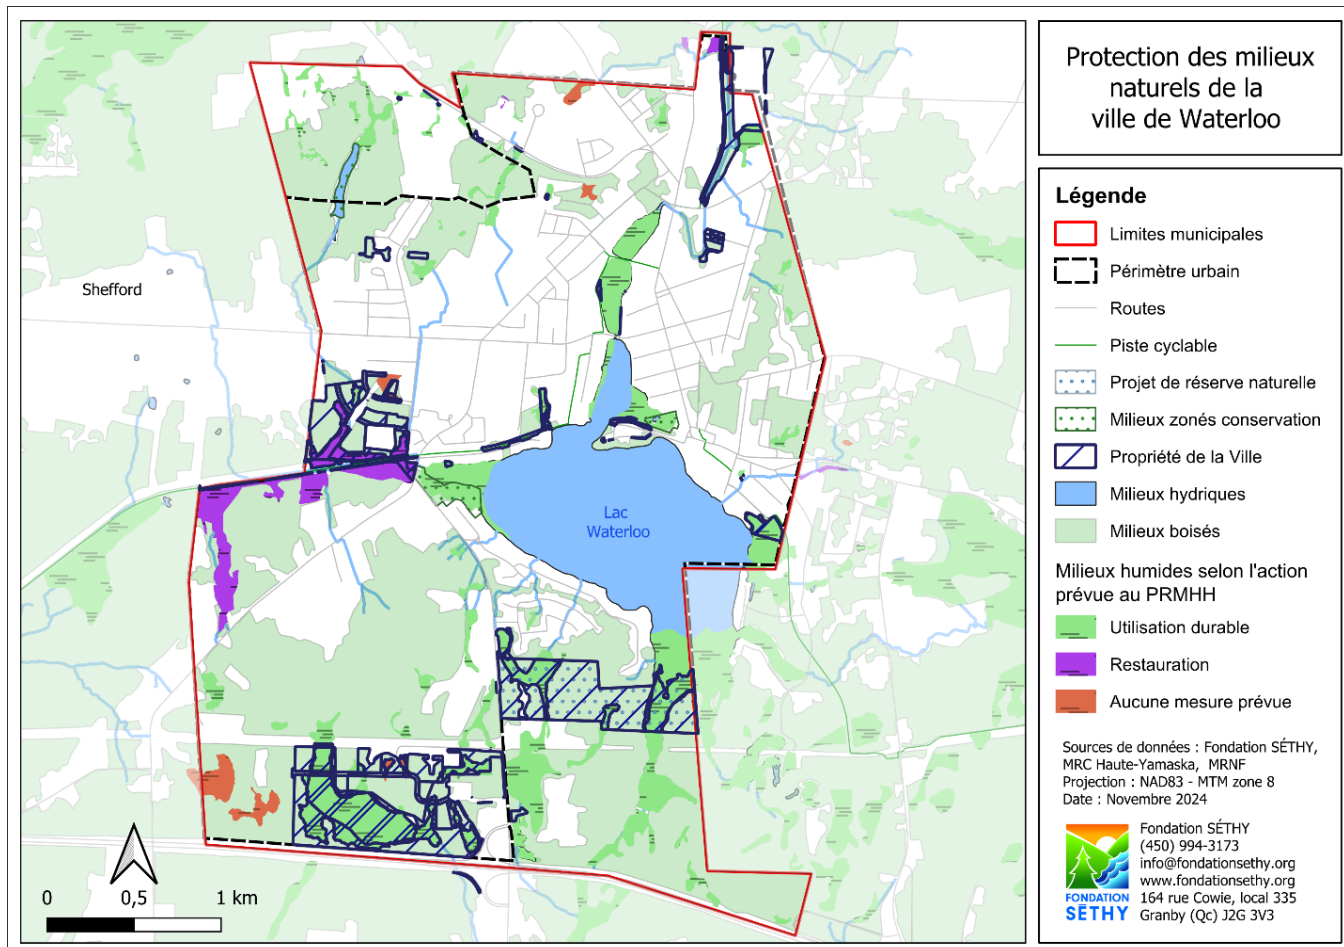 Protection des milieux
naturels de la
ville de Waterloo
Légende
Limites municipales
Périmètre urbain
Routes
Piste cyclable
Projet de réserve naturelle
Milieux zonés conservation
Propriété de la Ville
Milieux hydriques
Milieux boisés
Milieux humides selon l'action
prévue au PRMHH
Utilisation durable
Restauration
Aucune mesure prévue
Sources de données : Fondation SÉTHY,
MRC Haute-Yamaska, MRNF
Projection : NAD83 - MTM zone 8
Date : Novembre 2024
Fondation SÉTHY
(450) 994-3173
info@fondationsethy.org
www.fondationsethy.org
164 rue Cowie, local 335
Granby (Qc) J2G 3V3
FONDATION
SÉTHY
Shefford
Lac
Waterloo
0 0,5 1 km